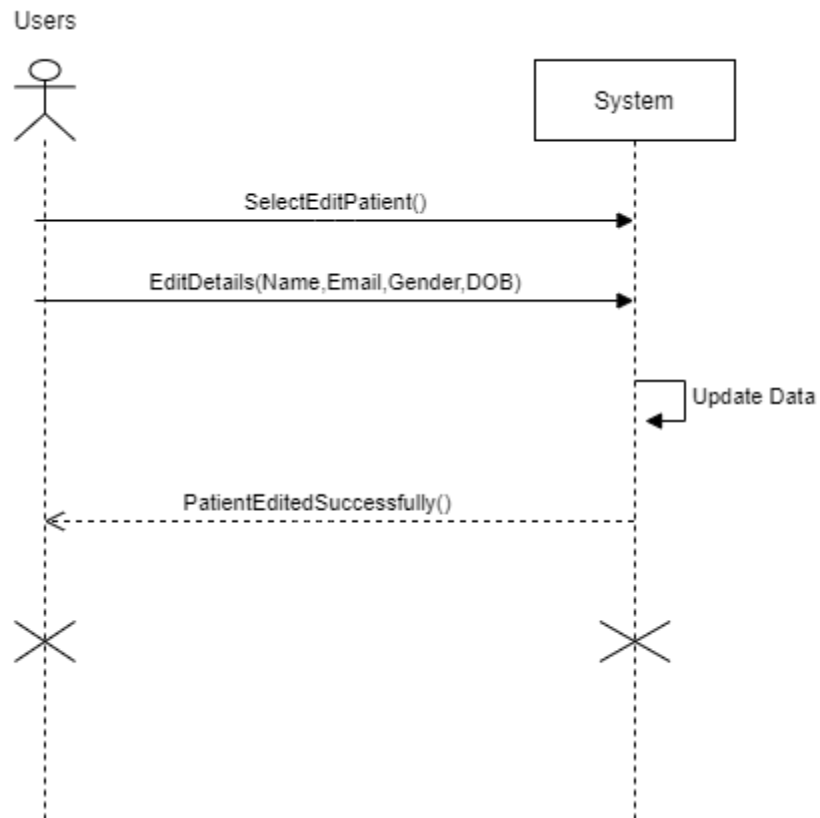 Users
System
SelectEditPatient()
EditDetails(Name,Email,Gender,DOB)
Update Data
PatientEditedSuccessfully()